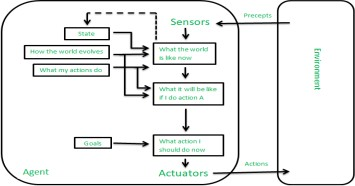 Sensors
Precepts
State
How the world evolves
What the world
is like now
What my actions do
What it will be like
if I do action A
Environment
Goals
What action I
should do now
Agent
Actuators
Actions